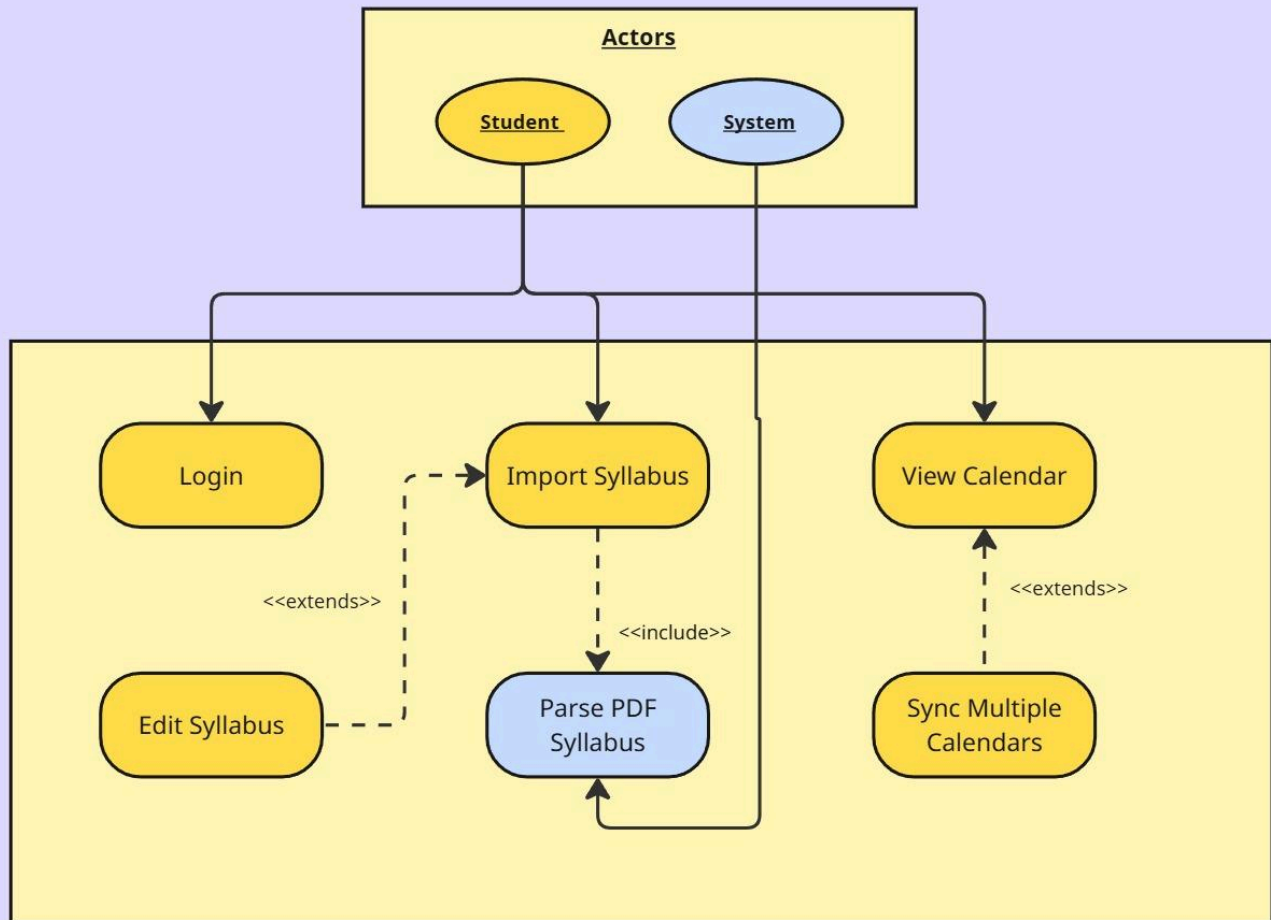 Actors
Student
System
Login
Import Syllabus
View Calendar
<<extends>>
<<extends>>
<<include>>
Edit Syllabus
Parse PDF
Syllabus
Sync Multiple
Calendars